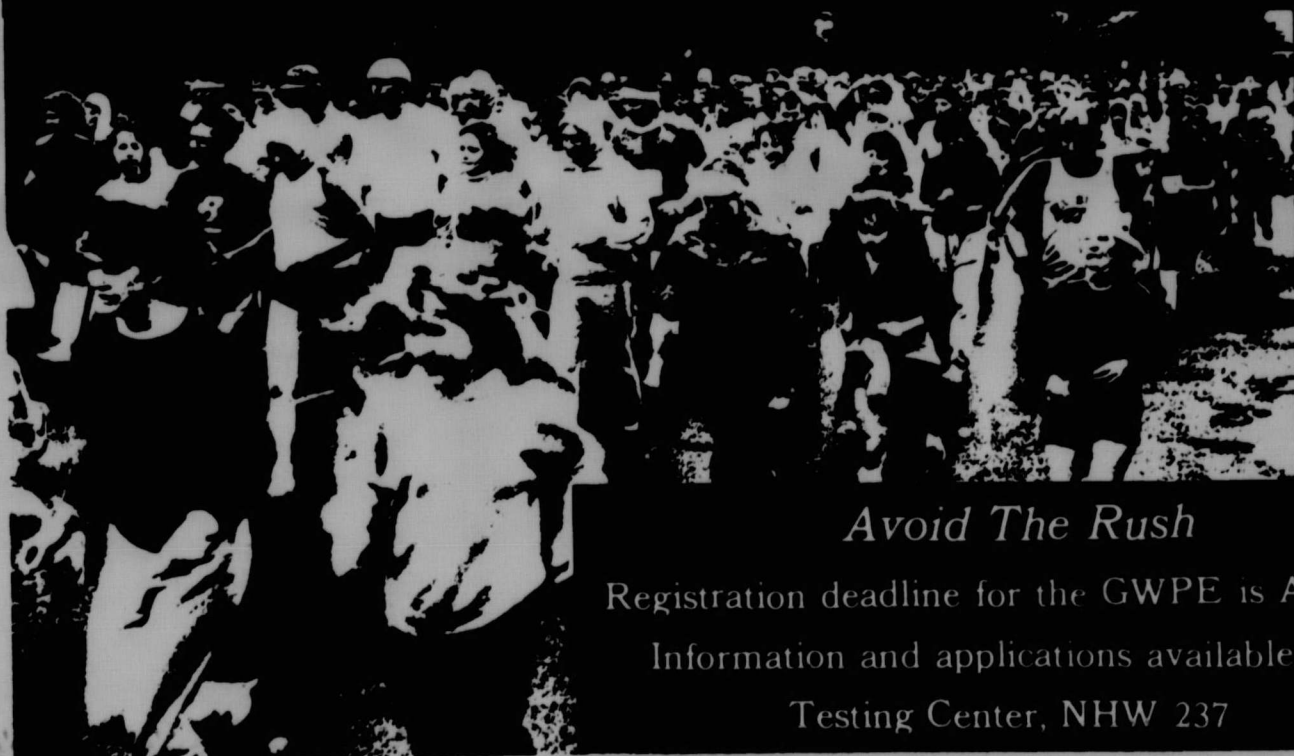 Avoid The Rush
Registration deadline for the GWPE is
Information and applications available
Testing Center, NHW 237